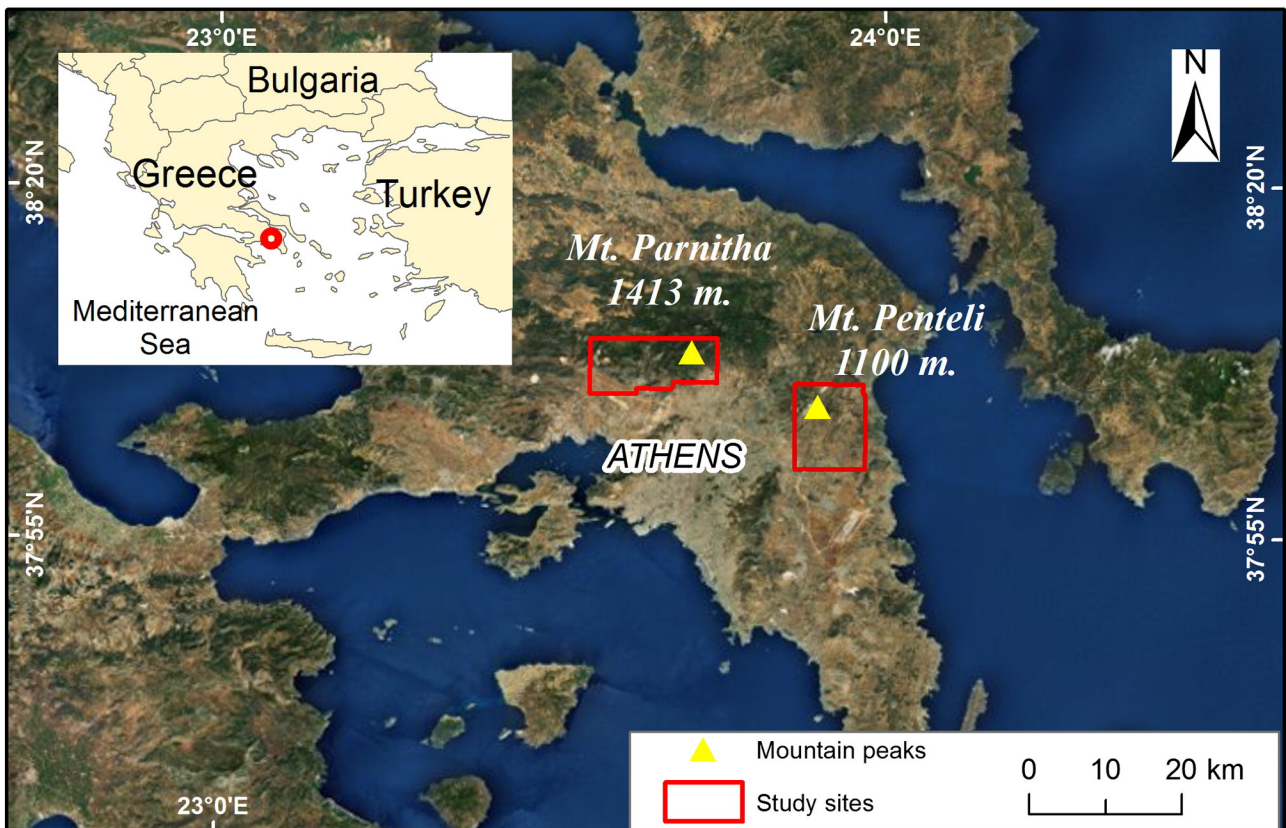 23°0'E
24°0'E
N
Bulgaria
Greece
Turkey
Mediterranean
Sea
38°20'N
38°20'N
Mt. Parnitha
1413 m.
Mt. Penteli
1100 m.
ATHENS
37°55'N
37°55'N
Mountain peaks
Study sites
0 10 20 km
23°0'E